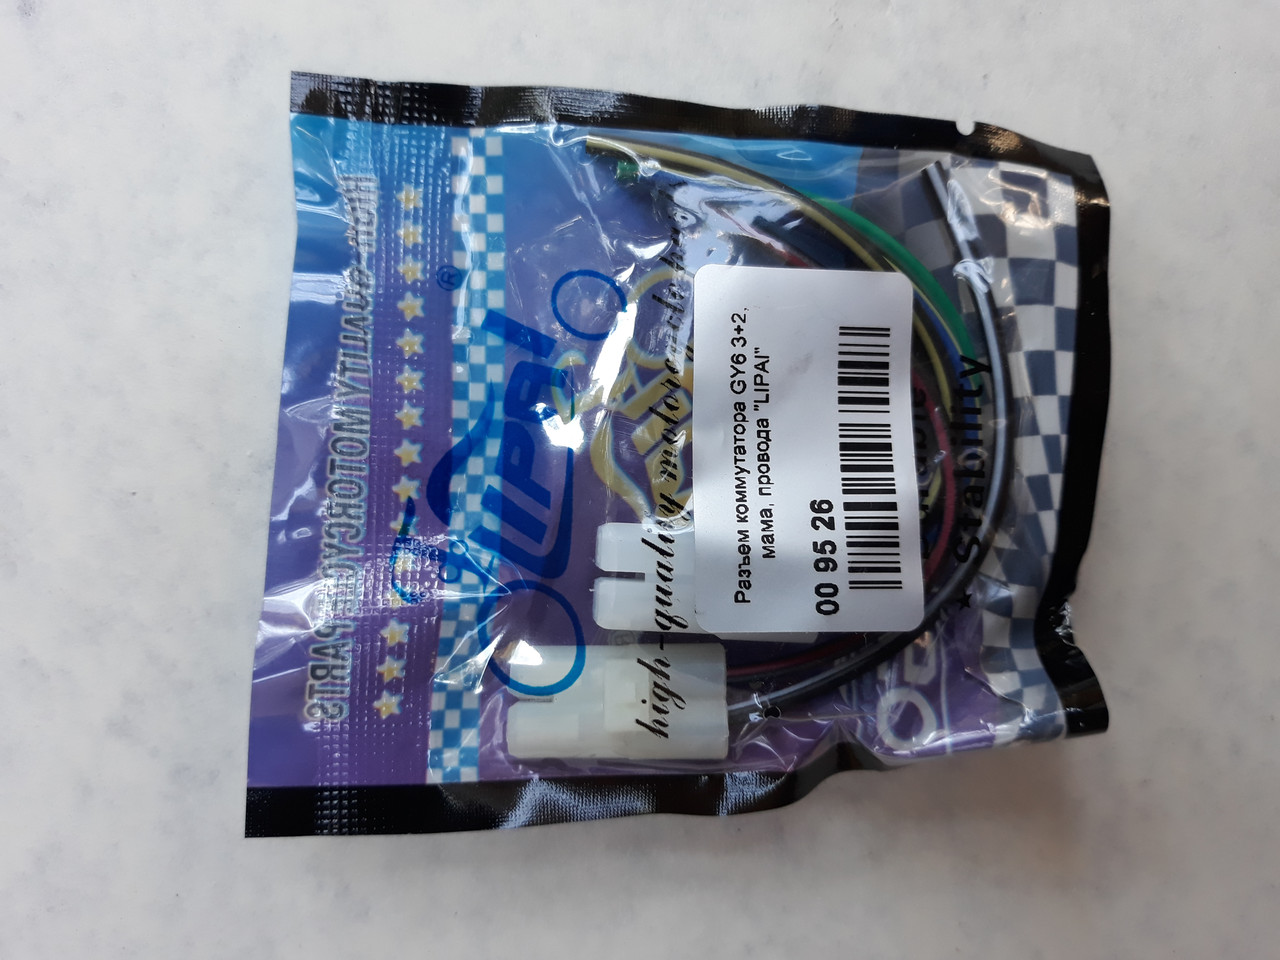 HIGH-QUALITY MOTORCYCLE PARTS
LIPAI
®
high-quality motorcycle
Разъем коммутатора GY6 3+2,
мама, провода "LIPAI"
00 95 26
★ Stability